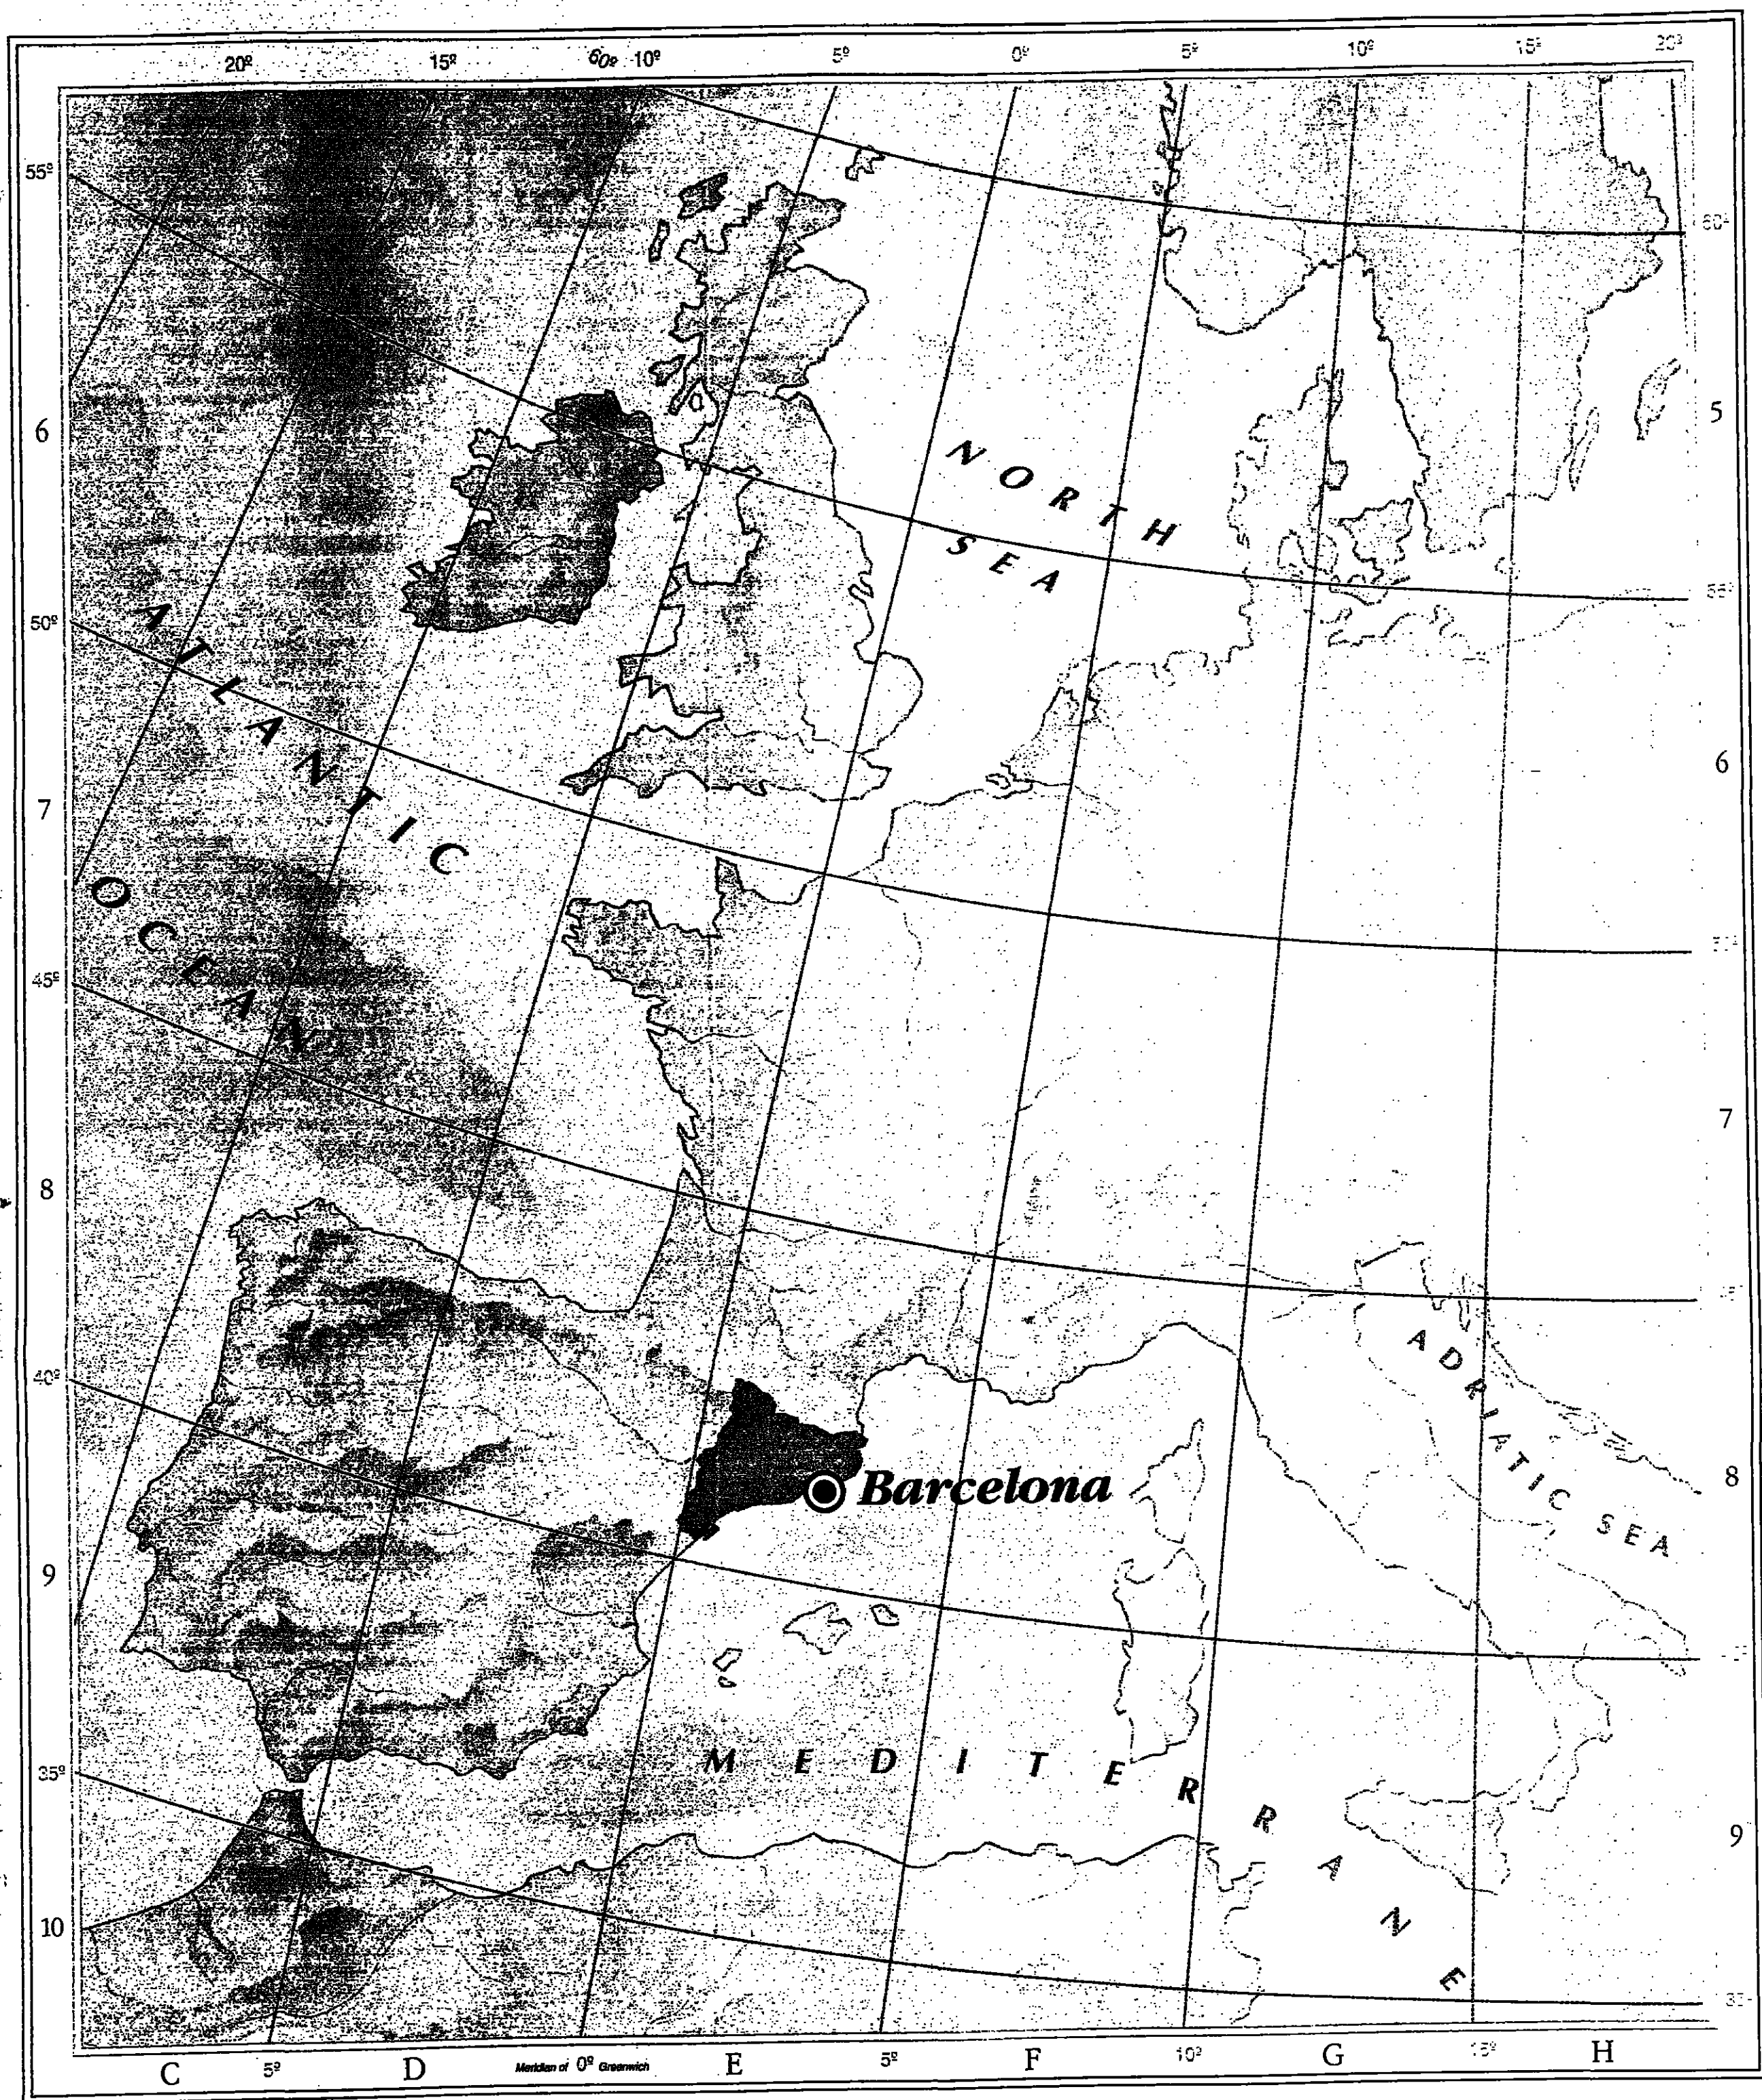 20º 15º 60º 10º 5º 0º 5º 10º 15º 20º
55º
60º
6
5
NORTH
SEA
55º
50º
ATLANTIC
6
7
OCEAN
45º
7
8
40º
ADRIATIC SEA
Barcelona
8
9
MEDITERRANE
35º
9
10
35º
C 5º D Meridian of 0º Greenwich E 5º F 10º G 15º H